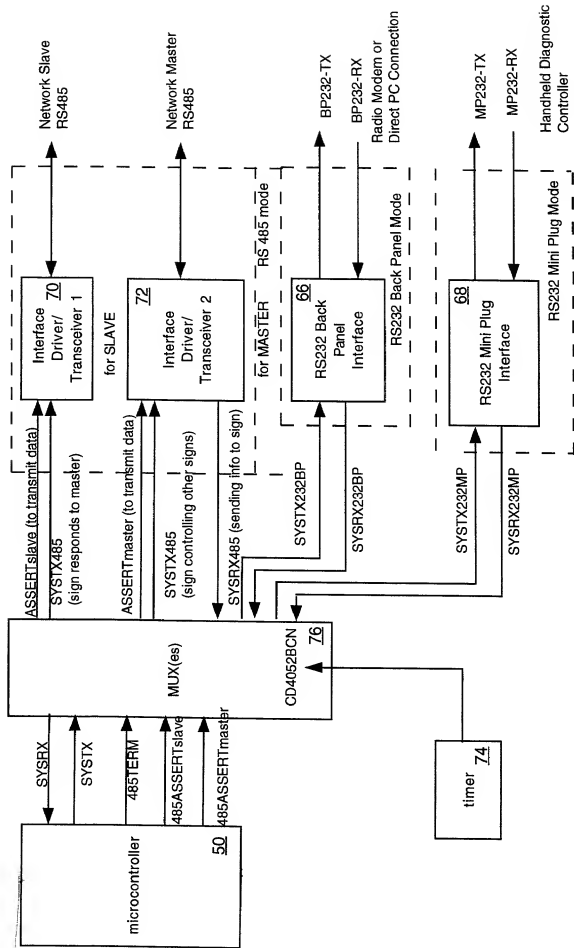 microcontroller
50
SYSRX
SYSTX
485TERM
485ASSERTslave
485ASSERTmaster
MUX(es)
CD4052BCN
76
timer
74
ASSERTslave (to transmit data)
SYSTX485
(sign responds to master)
ASSERTmaster (to transmit data)
SYSTX485
(sign controlling other signs)
SYSRX485 (sending info to sign)
SYSTX232BP
SYSRX232BP
SYSTX232MP
SYSRX232MP
Interface
Driver/
Transceiver 1
70
for SLAVE
72
Interface
Driver/
Transceiver 2
for MASTER
RS 485 mode
66
RS232 Back
Panel
Interface
RS232 Back Panel Mode
68
RS232 Mini Plug
Interface
RS232 Mini Plug Mode
Network Slave
RS485
Network Master
RS485
BP232-TX
BP232-RX
Radio Modem or
Direct PC Connection
MP232-TX
MP232-RX
Handheld Diagnostic
Controller